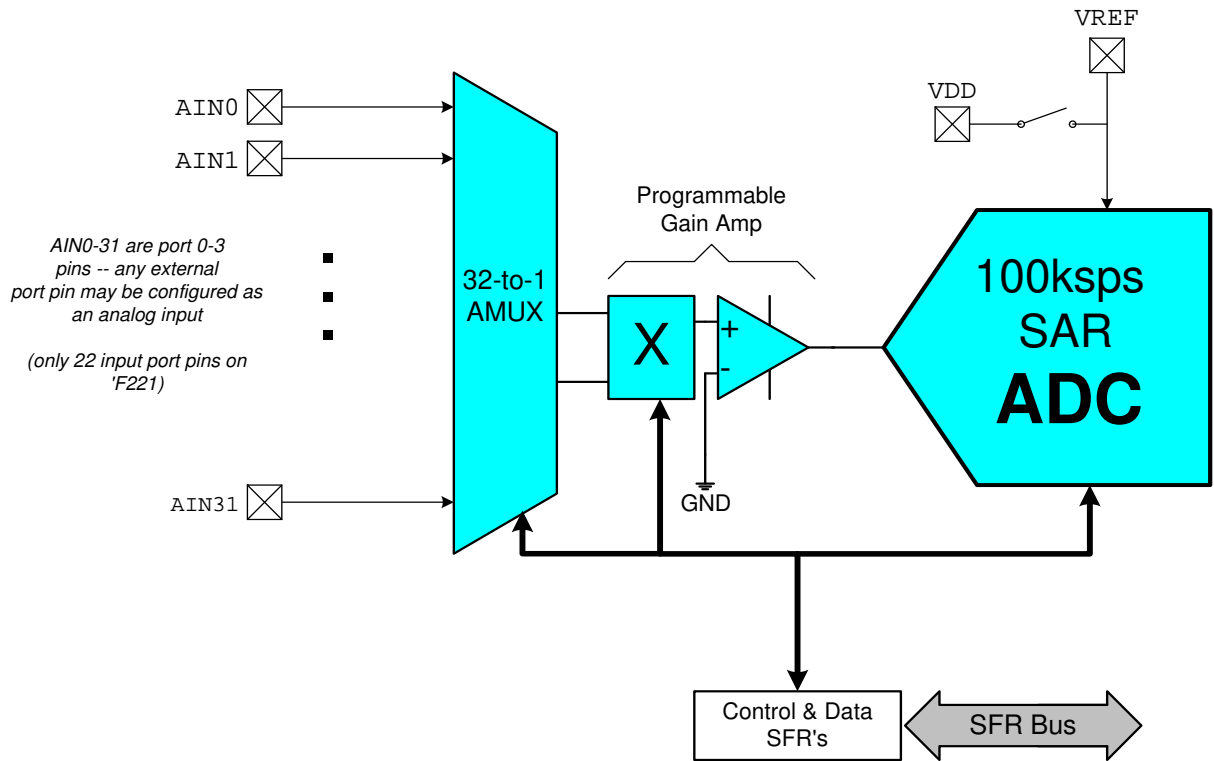 VREF
VDD
AIN0
AIN1
Programmable
Gain Amp
AIN0-31 are port 0-3
pins -- any external
port pin may be configured as
an analog input
(only 22 input port pins on
'F221)
32-to-1
AMUX
X
+
-
100ksps
SAR
ADC
AIN31
GND
Control & Data
SFR's
SFR Bus